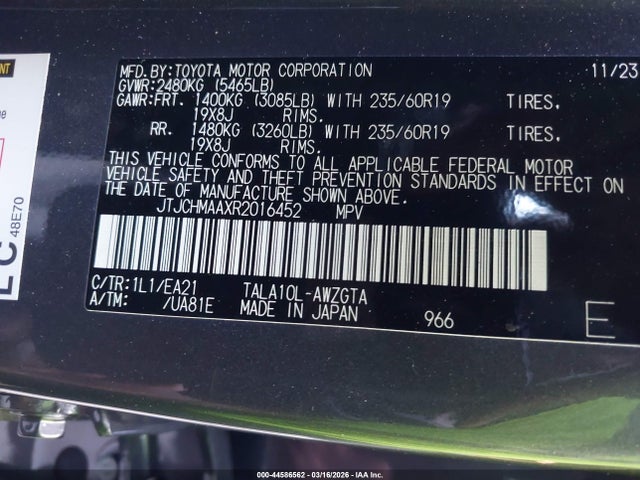 MFD.BY:TOYOTA MOTOR CORPORATION 11/23
GVWR:2480KG (5465LB)
GAWR:FRT. 1400KG (3085LB) WITH 235/60R19 TIRES.
19X8J RIMS.
RR. 1480KG (3260LB) WITH 235/60R19 TIRES.
19X8J RIMS.
THIS VEHICLE CONFORMS TO ALL APPLICABLE FEDERAL MOTOR
VEHICLE SAFETY AND THEFT PREVENTION STANDARDS IN EFFECT ON
THE DATE OF MANUFACTURE SHOWN ABOVE.
JTJCHMAAXR2016452 MPV
C/TR:1L1/EA21 TALA10L-AWZGTA
A/TM: /UA81E MADE IN JAPAN 966 E
48E70
000-44586562 — 03/16/2026 — IAA Inc.